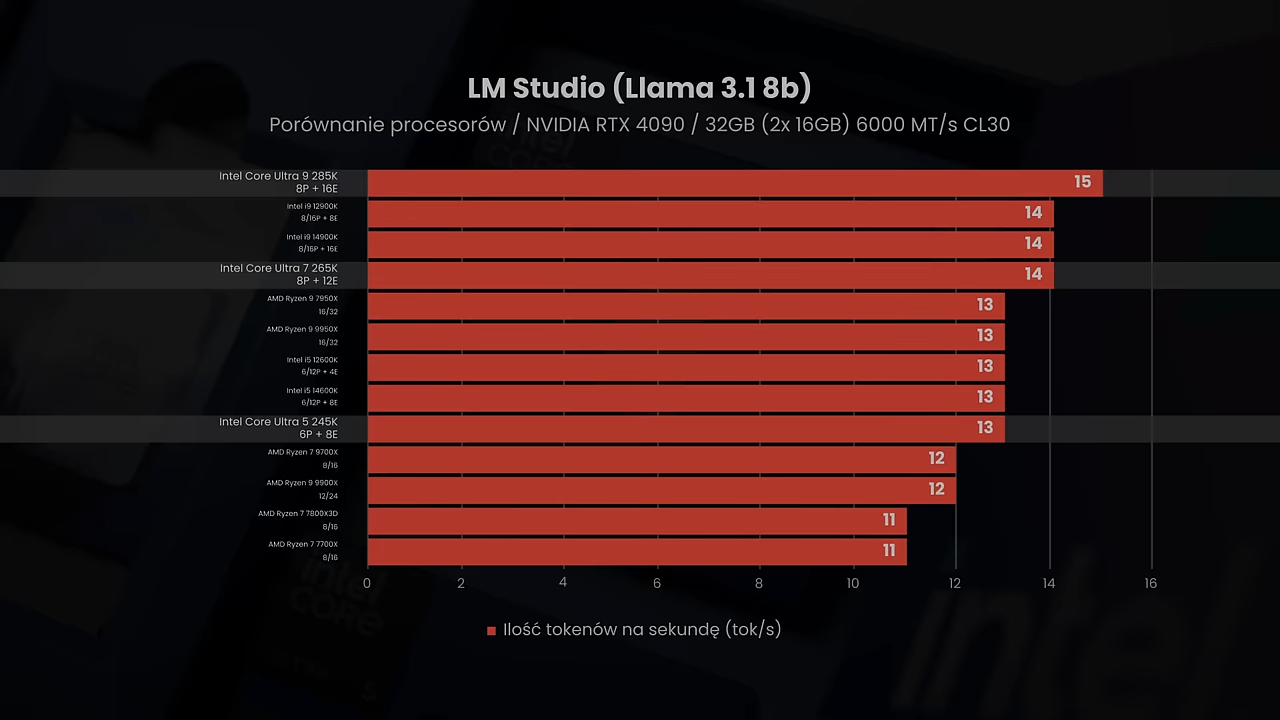 LM Studio (Llama 3.1 8b)
Porównanie procesorów / NVIDIA RTX 4090 / 32GB (2x 16GB) 6000 MT/s CL30
Intel Core Ultra 9 285K
8P + 16E
15
Intel i9 12900K
8/16P + 8E
14
Intel i9 14900K
8/16P + 16E
14
Intel Core Ultra 7 265K
8P + 12E
14
AMD Ryzen 9 7950X
16/32
13
AMD Ryzen 9 9950X
16/32
13
Intel i5 12600K
6/12P + 4E
13
Intel i5 14600K
6/12P + 8E
13
Intel Core Ultra 5 245K
6P + 8E
13
AMD Ryzen 7 9700X
8/16
12
AMD Ryzen 9 9900X
12/24
12
AMD Ryzen 7 7800X3D
8/16
11
AMD Ryzen 7 7700X
8/16
11
0 2 4 6 8 10 12 14 16
Ilość tokenów na sekundę (tok/s)
intel
CORE
intel